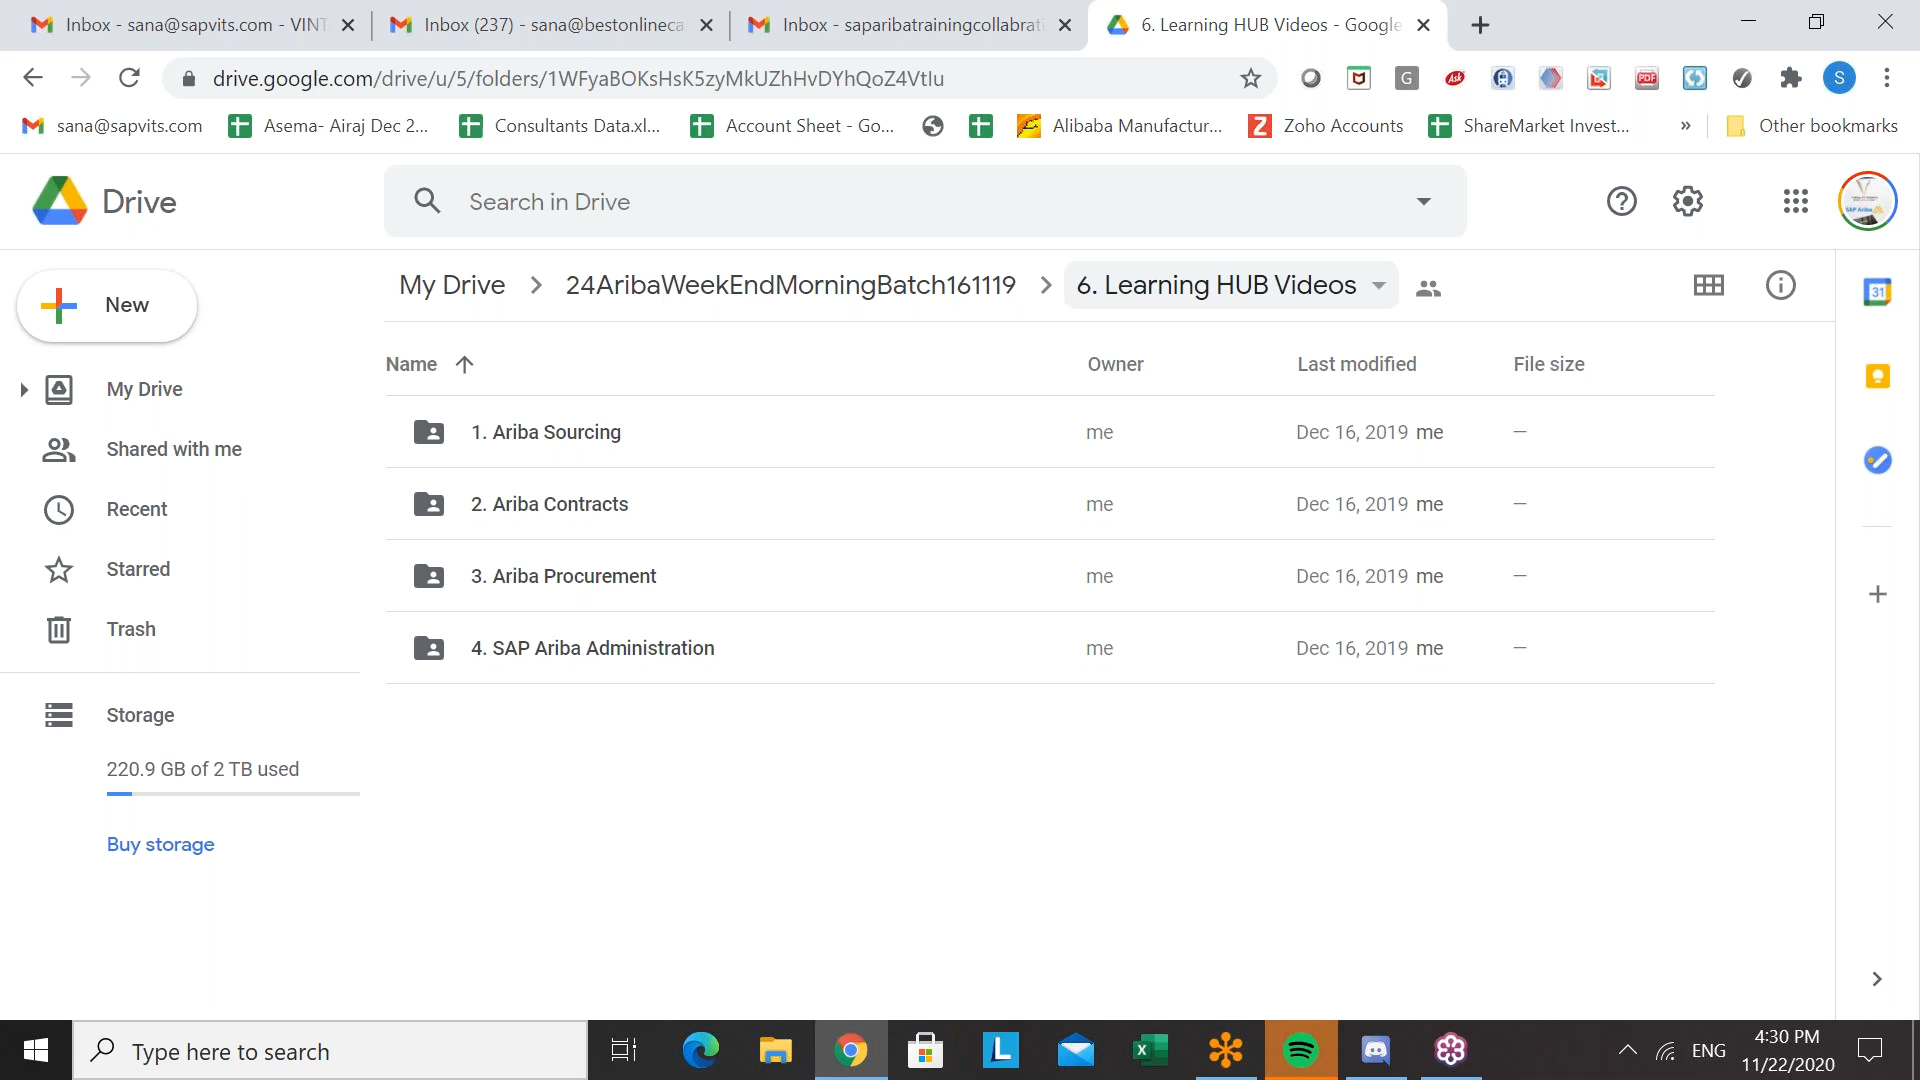 Inbox - sana@sapvits.com - VINT
Inbox (237) - sana@bestonlineca
Inbox - saparibatrainingcollabrati
6. Learning HUB Videos - Google
drive.google.com/drive/u/5/folders/1WFyaBOKsHsK5zyMkUZhHvDYhQoZ4VtIu
S
sana@sapvits.com
Asema- Airaj Dec 2...
Consultants Data.xl...
Account Sheet - Go...
Alibaba Manufactur...
Zoho Accounts
ShareMarket Invest...
»
Other bookmarks
Drive
Search in Drive
My Drive > 24AribaWeekEndMorningBatch161119 > 6. Learning HUB Videos
New
Name
Owner
Last modified
File size
1. Ariba Sourcing me Dec 16, 2019 me —
2. Ariba Contracts me Dec 16, 2019 me —
3. Ariba Procurement me Dec 16, 2019 me —
4. SAP Ariba Administration me Dec 16, 2019 me —
My Drive
Shared with me
Recent
Starred
Trash
Storage
220.9 GB of 2 TB used
Buy storage
31
Type here to search
ENG
4:30 PM
11/22/2020